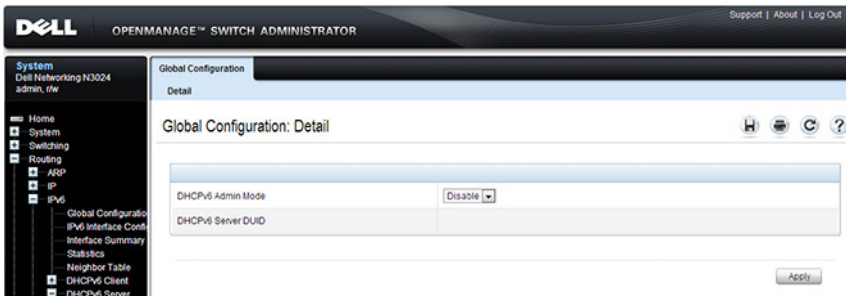 Support | About | Log Out
DELL OPENMANAGE™ SWITCH ADMINISTRATOR
System
Dell Networking N3024
admin, r/w
Home
System
Switching
Routing
ARP
IP
IPv6
Global Configuratio
IPv6 Interface Confi
Interface Summary
Statistics
Neighbor Table
DHCPv6 Client
DHCPv6 Server
Global Configuration
Detail
Global Configuration: Detail
DHCPv6 Admin Mode Disable
DHCPv6 Server DUID
Apply